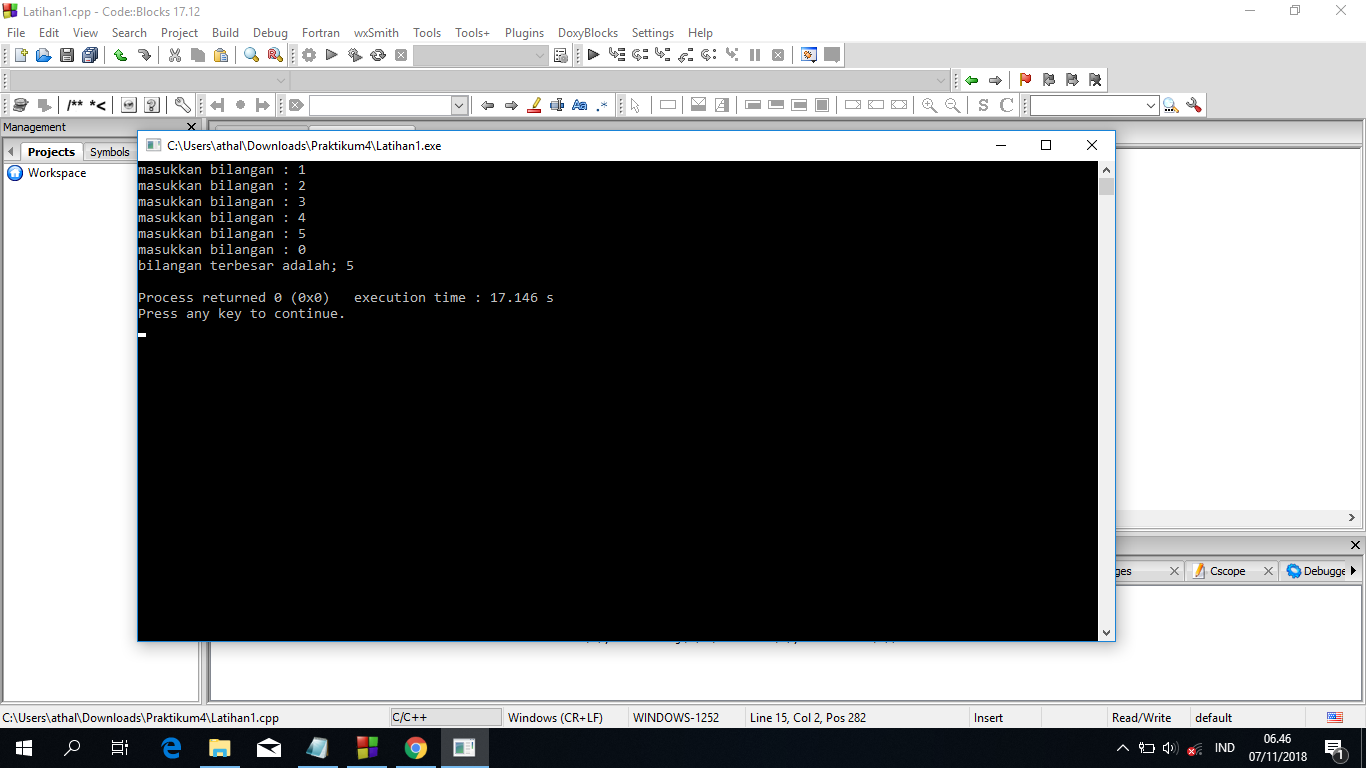 Latihan1.cpp - Code::Blocks 17.12
File Edit View Search Project Build Debug Fortran wxSmith Tools Tools+ Plugins DoxyBlocks Settings Help
/** *< Aa .* S C
Management
Projects Symbols
Workspace
C:\Users\athal\Downloads\Praktikum4\Latihan1.exe
masukkan bilangan : 1
masukkan bilangan : 2
masukkan bilangan : 3
masukkan bilangan : 4
masukkan bilangan : 5
masukkan bilangan : 0
bilangan terbesar adalah; 5
Process returned 0 (0x0) execution time : 17.146 s
Press any key to continue.
ges Cscope Debugge
C:\Users\athal\Downloads\Praktikum4\Latihan1.cpp C/C++ Windows (CR+LF) WINDOWS-1252 Line 15, Col 2, Pos 282 Insert Read/Write default
IND 06.46
07/11/2018 1